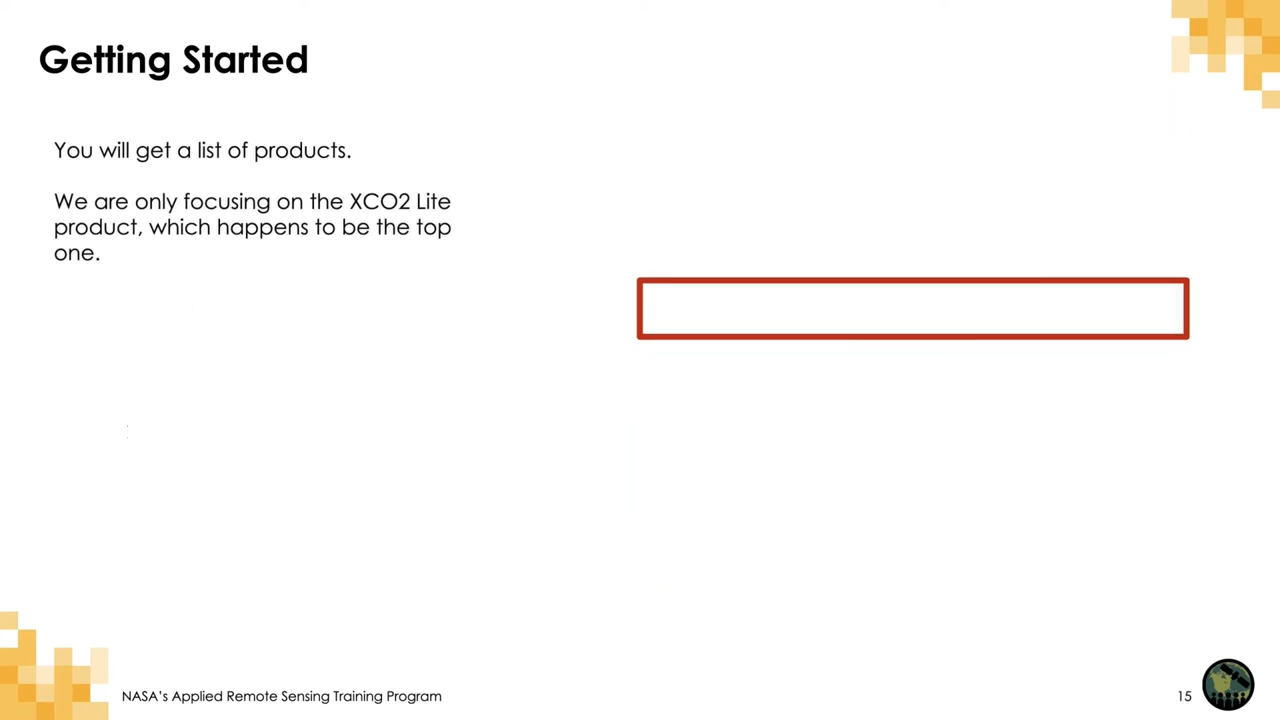 Getting Started
You will get a list of products.
We are only focusing on the XCO2 Lite
product, which happens to be the top
one.
NASA's Applied Remote Sensing Training Program
15